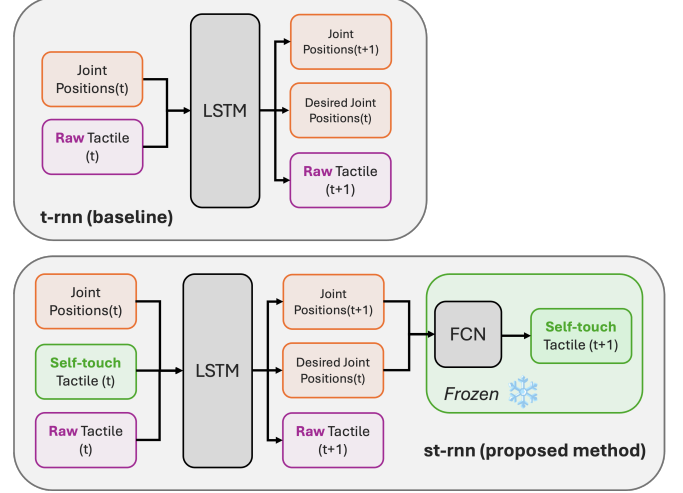 Joint
Positions(t)
Raw Tactile
(t)
LSTM
Joint
Positions(t+1)
Desired Joint
Positions(t)
Raw Tactile
(t+1)
t-rnn (baseline)
Joint
Positions(t)
Self-touch
Tactile (t)
Raw Tactile
(t)
LSTM
Joint
Positions(t+1)
Desired Joint
Positions(t)
Raw Tactile
(t+1)
FCN
Self-touch
Tactile (t+1)
Frozen
st-rnn (proposed method)